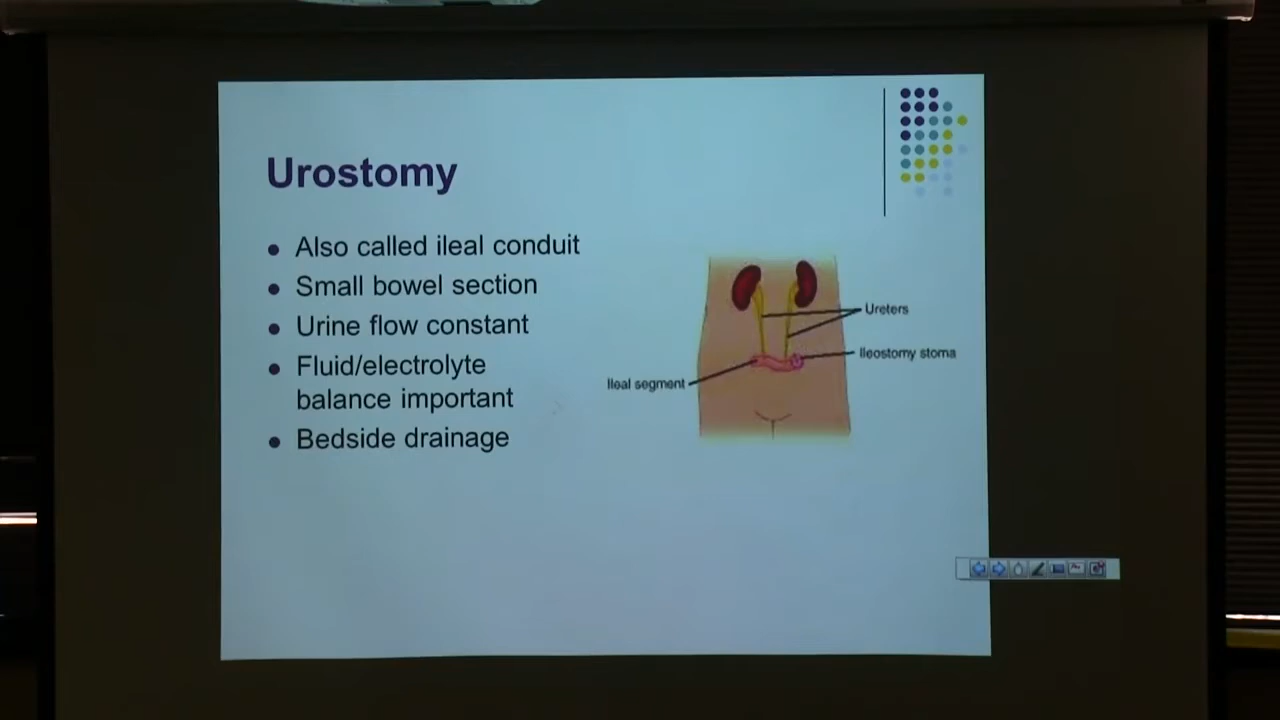 Urostomy
Also called ileal conduit
Small bowel section
Urine flow constant
Fluid/electrolyte
balance important
Bedside drainage
Ureters
Ileostomy stoma
Ileal segment